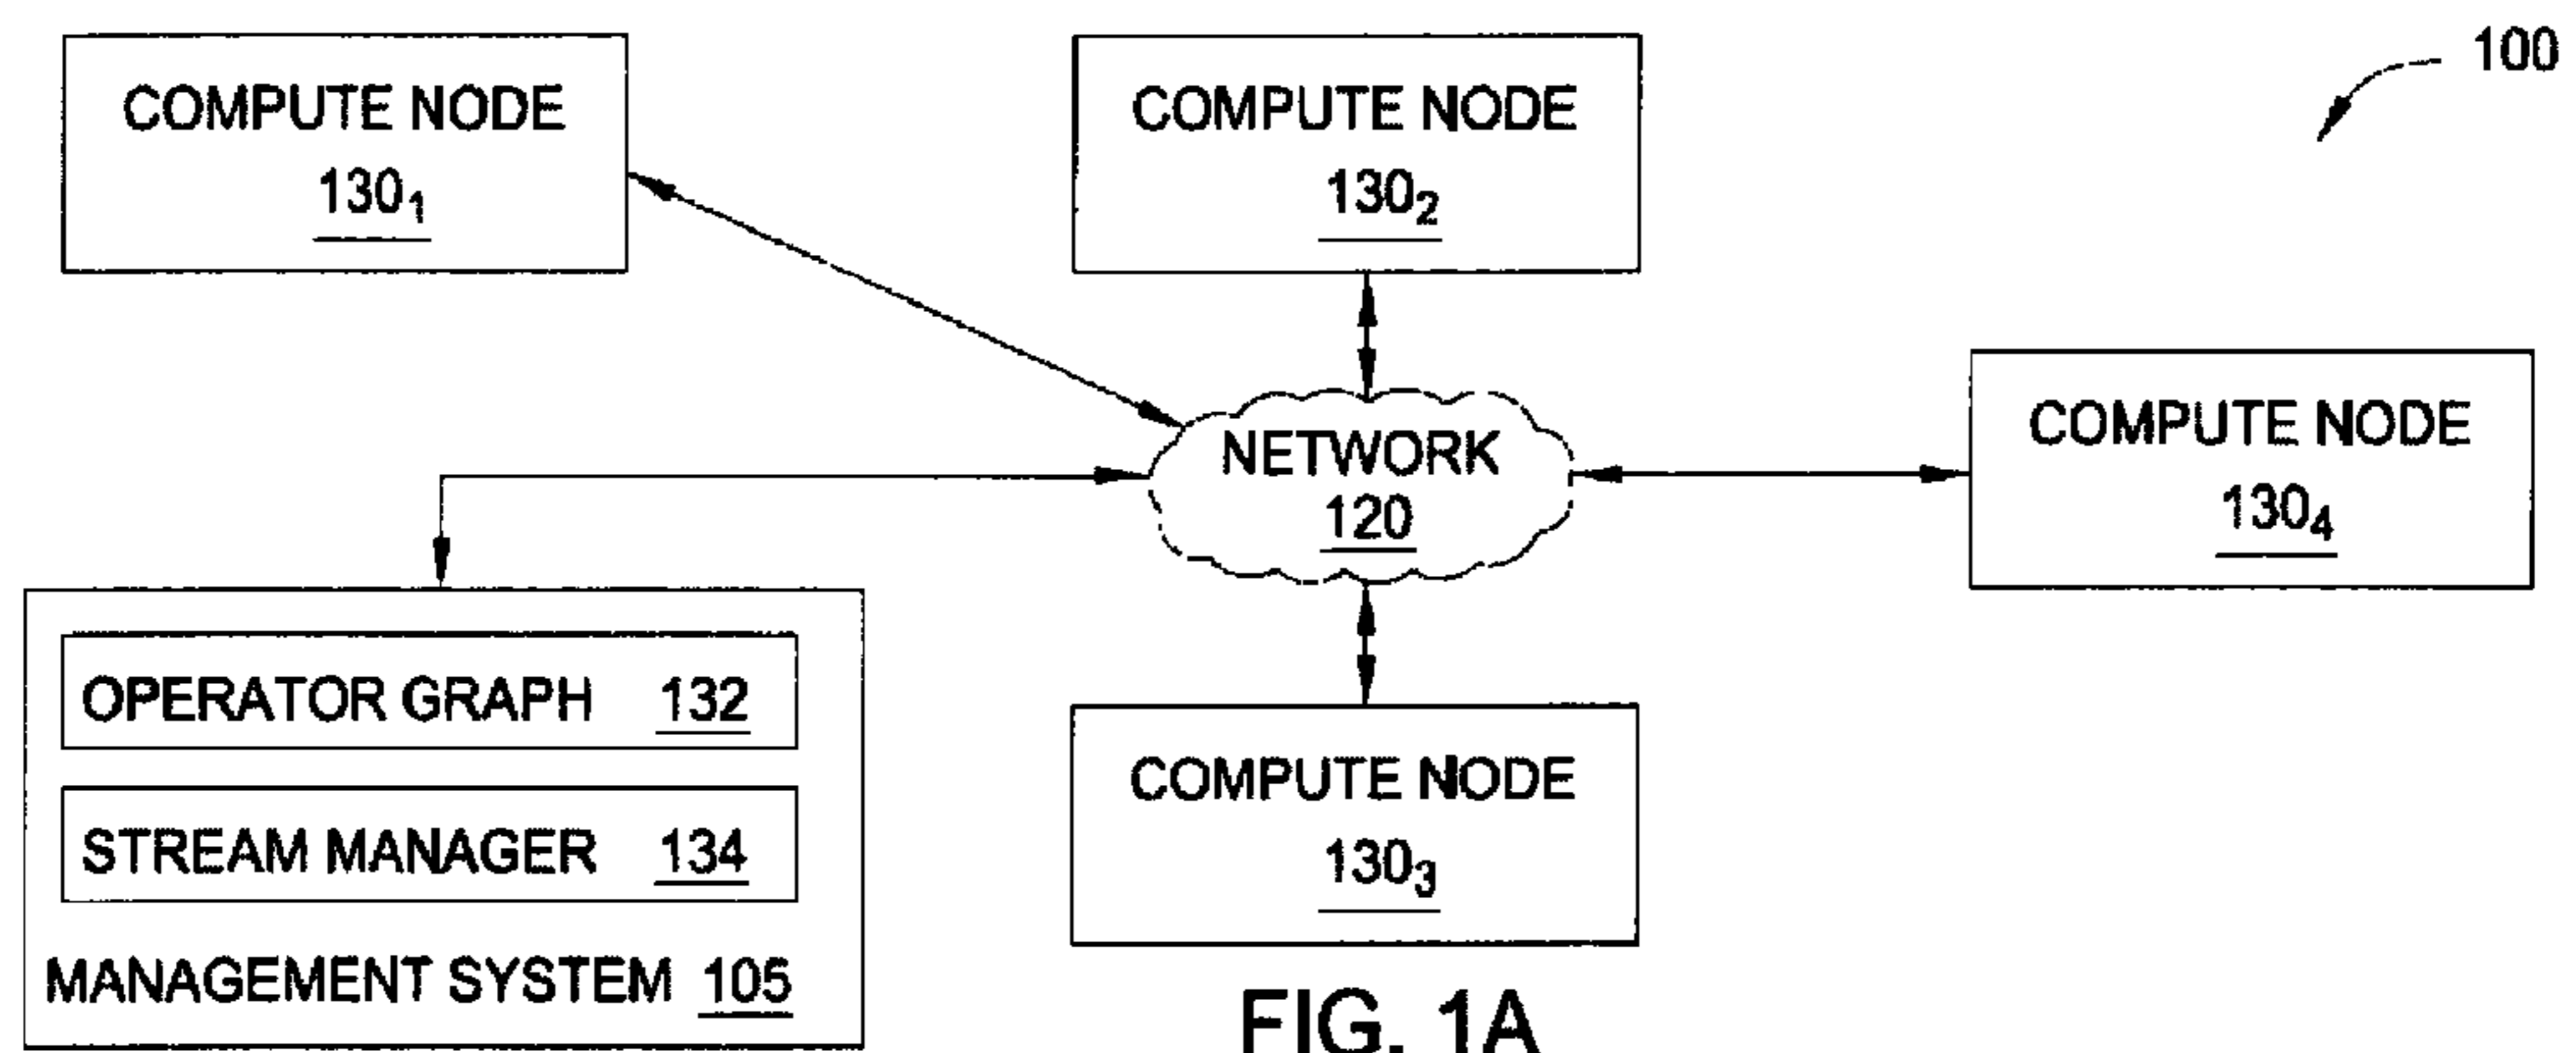 100
COMPUTE NODE
130₁
COMPUTE NODE
130₂
NETWORK
120
COMPUTE NODE
130₄
OPERATOR GRAPH 132
STREAM MANAGER 134
MANAGEMENT SYSTEM 105
COMPUTE NODE
130₃
FIG. 1A